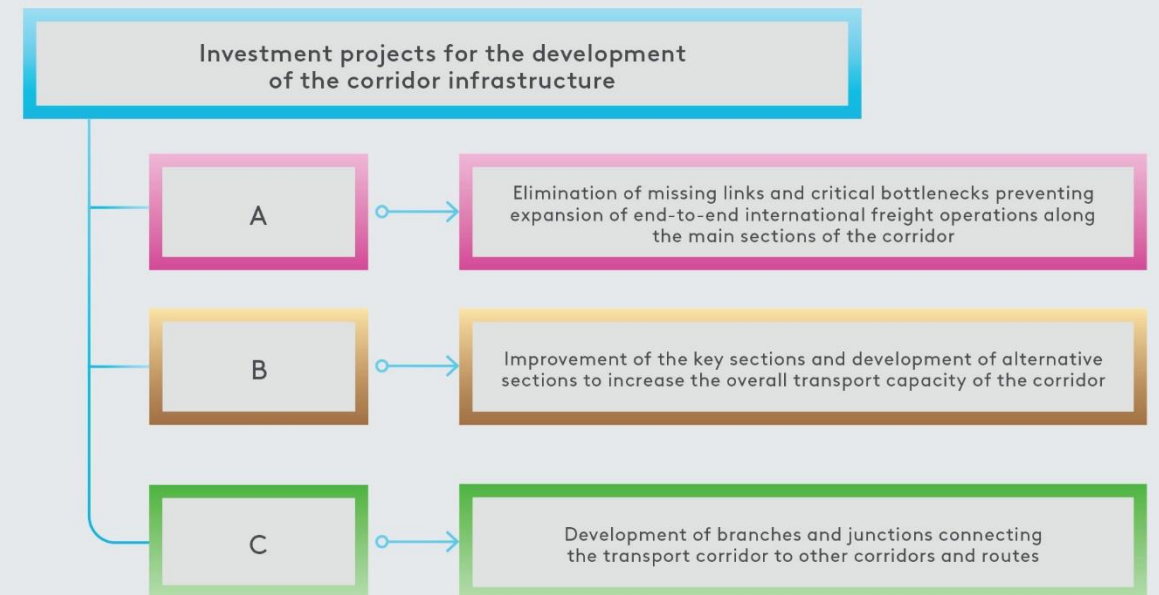 Investment projects for the development
of the corridor infrastructure
A
Elimination of missing links and critical bottlenecks preventing
expansion of end-to-end international freight operations along
the main sections of the corridor
B
Improvement of the key sections and development of alternative
sections to increase the overall transport capacity of the corridor
C
Development of branches and junctions connecting
the transport corridor to other corridors and routes